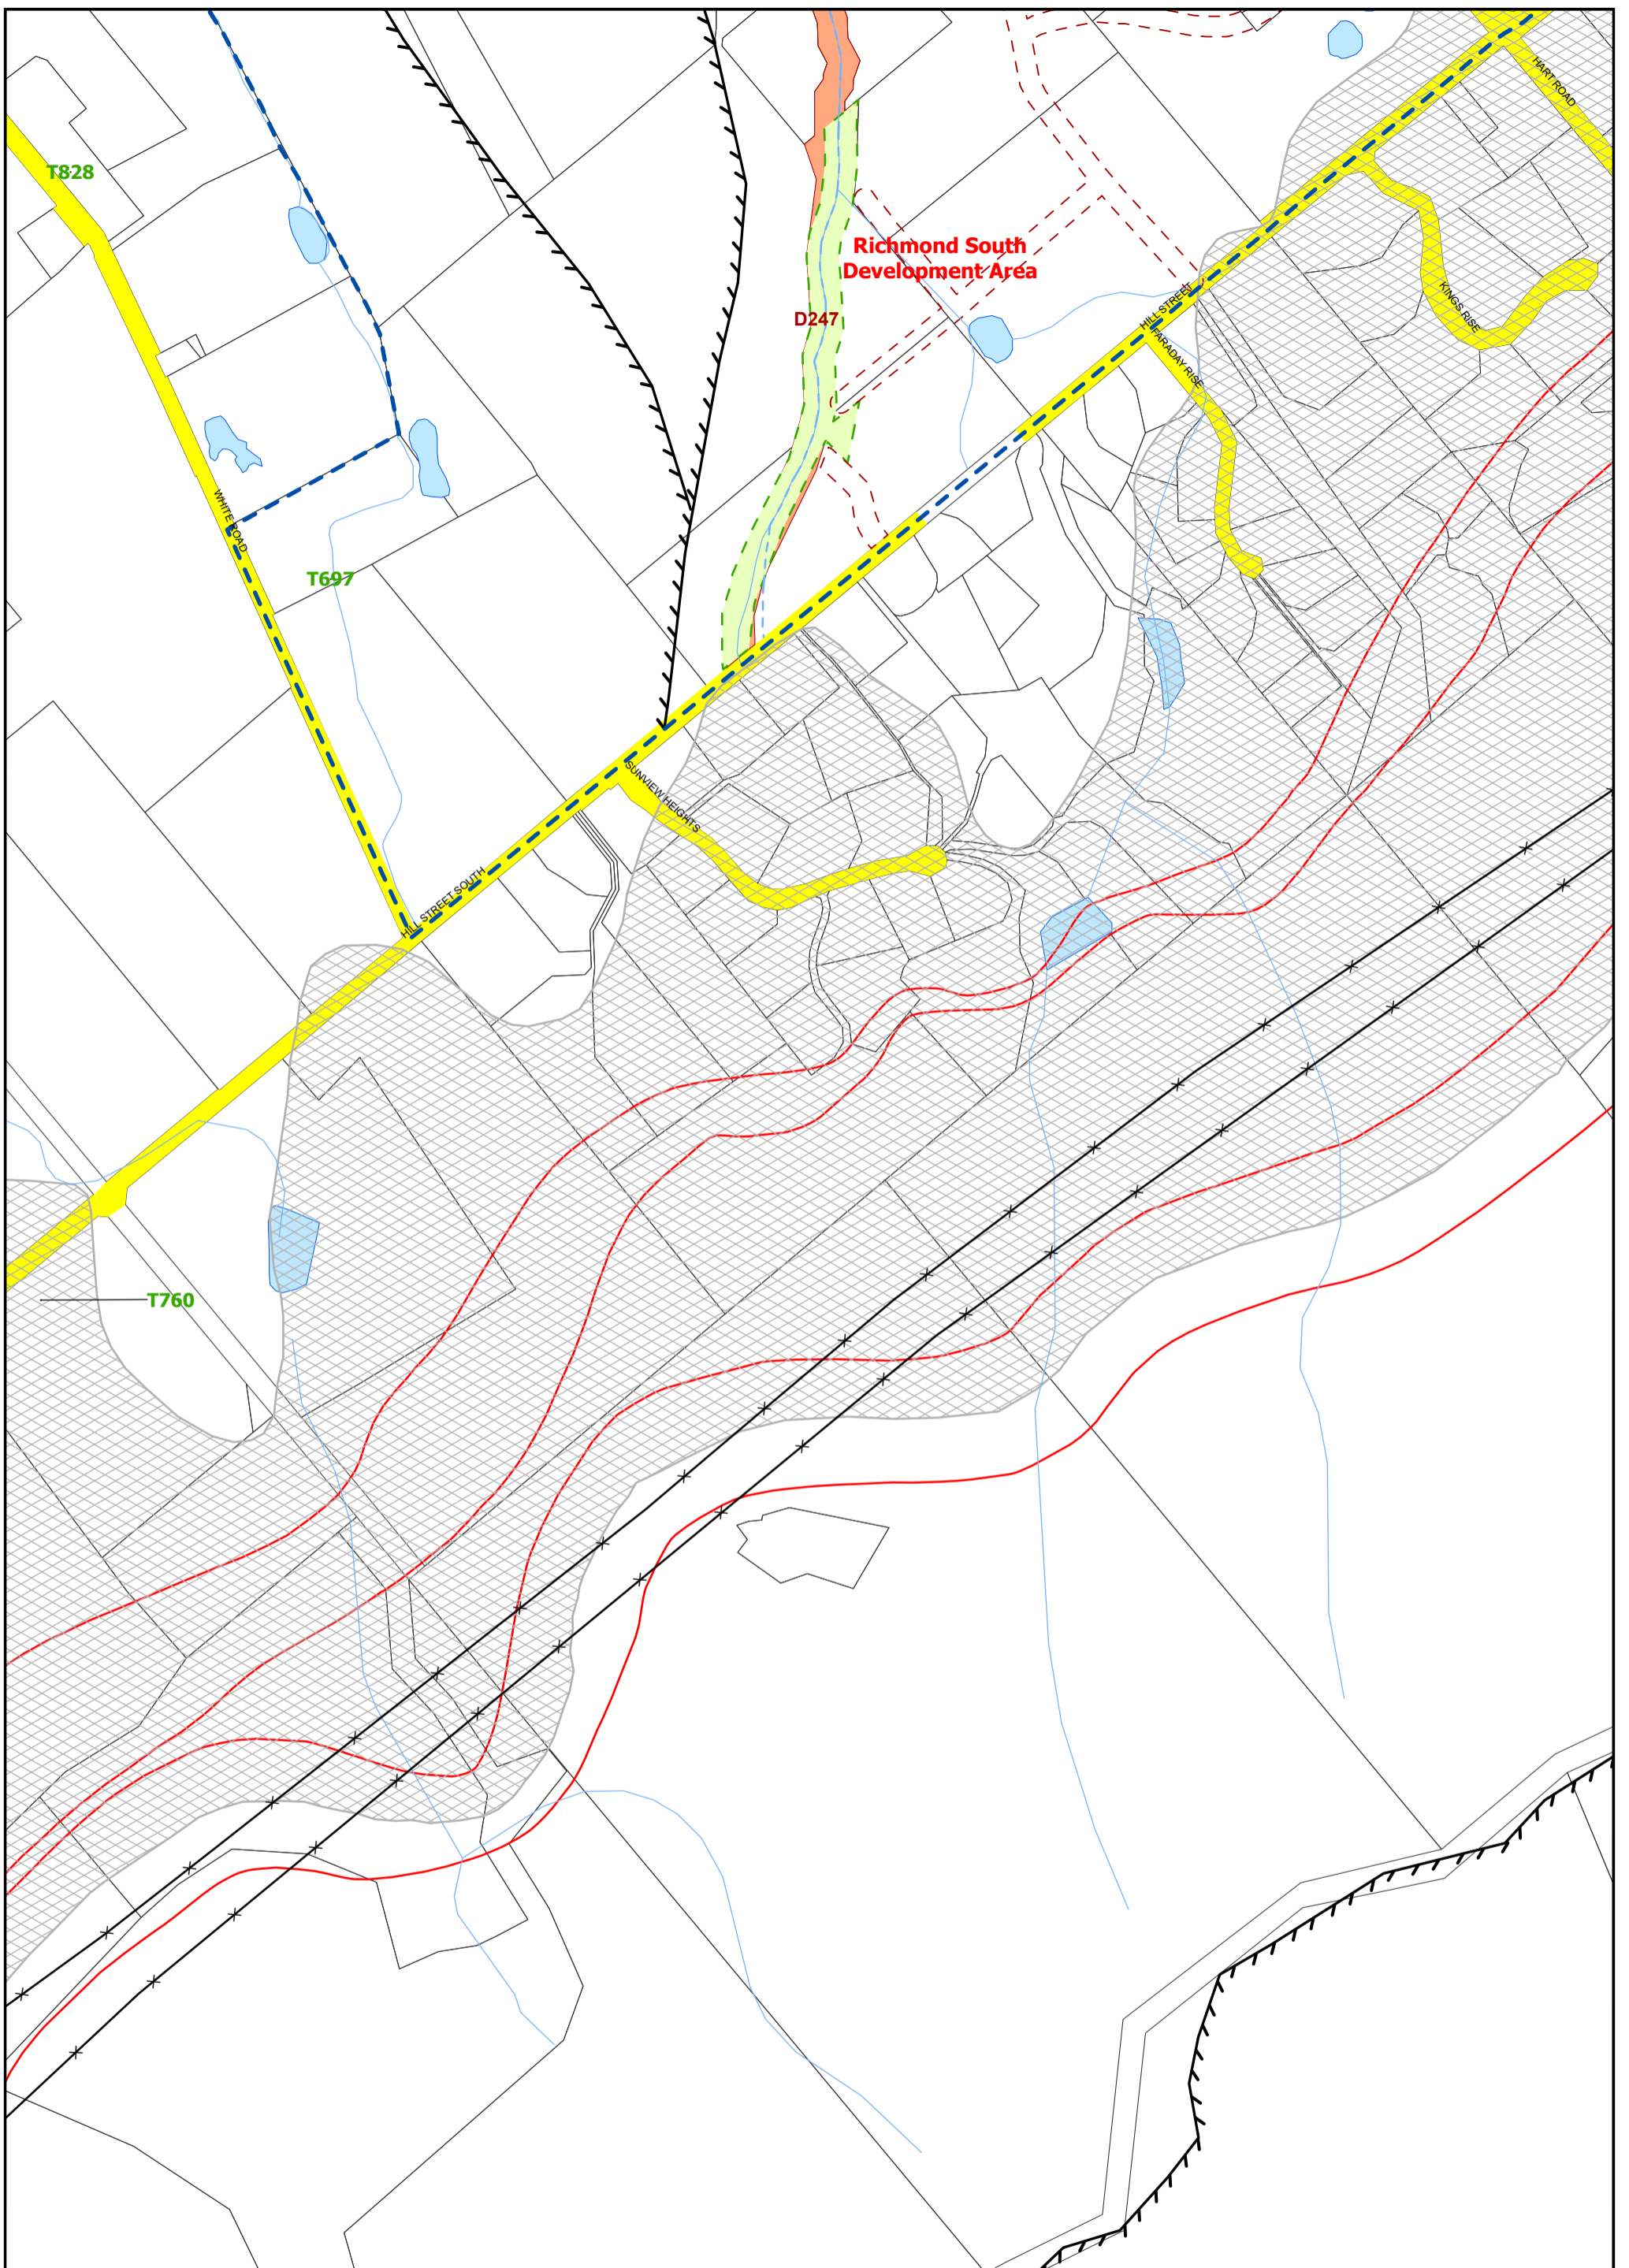 HART ROAD
T828
Richmond South
Development Area
D247
HILL STREET
KINGS RISE
FARADAY RISE
WHITE ROAD
T697
SUNVIEW HEIGHTS
HILL STREET SOUTH
T760